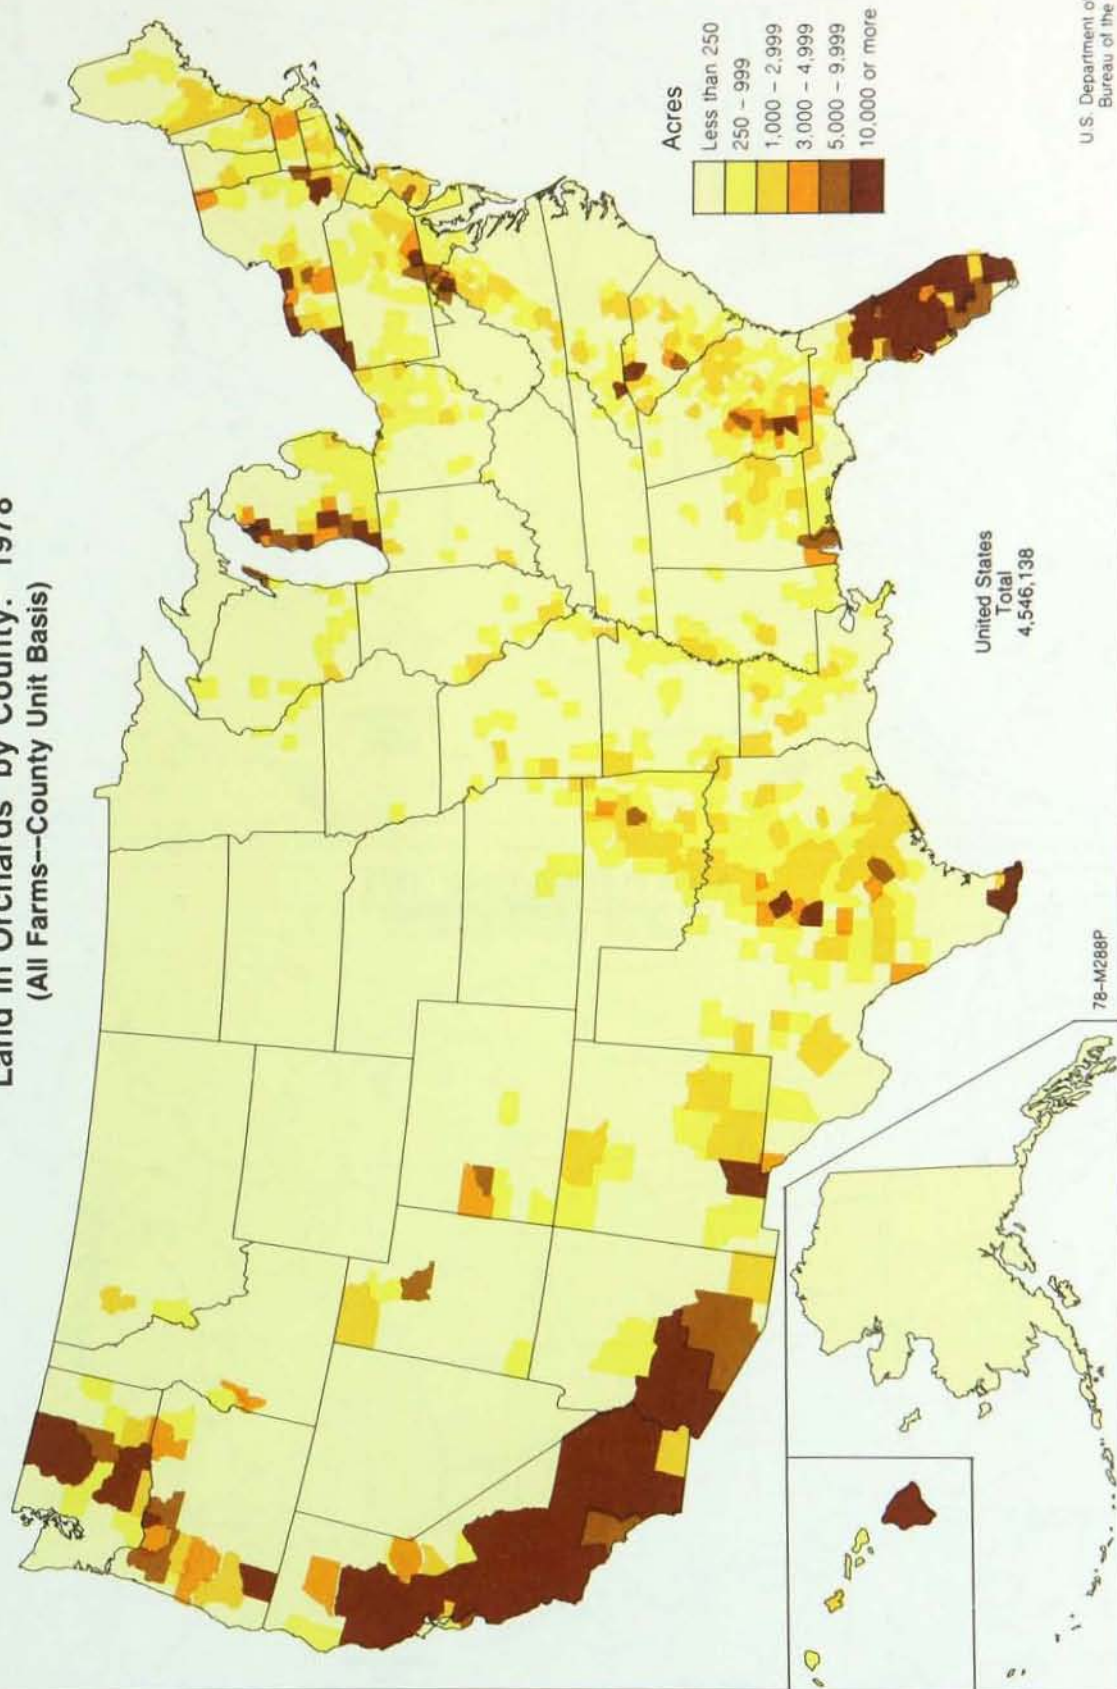 Land in Orchards by County: 1978
(All Farms--County Unit Basis)
Acres
Less than 250
250 – 999
1,000 – 2,999
3,000 – 4,999
5,000 – 9,999
10,000 or more
United States
Total
4,546,138
78-M288P
U.S. Department o
Bureau of the